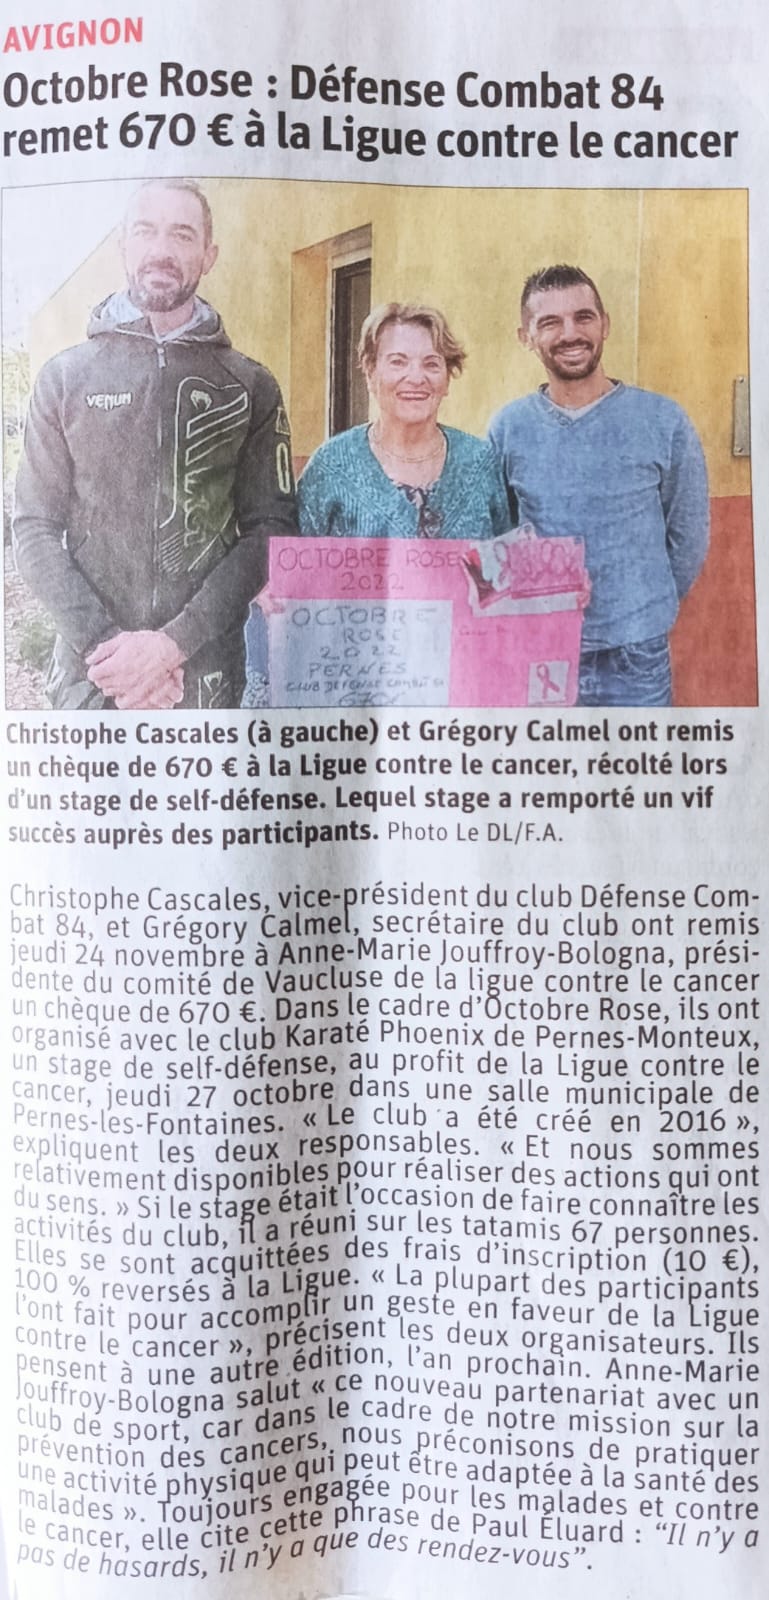 AVIGNON
Octobre Rose : Défense Combat 84
remet 670 € à la Ligue contre le cancer
VENUM
OCTOBRE ROSE
2022
OCTOBRE
ROSE
2022
PERNES
CLUB DEFENSE COMBAT 84
670€
Christophe Cascales (à gauche) et Grégory Calmel ont remis
un chèque de 670 € à la Ligue contre le cancer, récolté lors
d'un stage de self-défense. Lequel stage a remporté un vif
succès auprès des participants. Photo Le DL/F.A.
Christophe Cascales, vice-président du club Défense Com-
bat 84, et Grégory Calmel, secrétaire du club ont remis
jeudi 24 novembre à Anne-Marie Jouffroy-Bologna, prési-
dente du comité de Vaucluse de la ligue contre le cancer
un chèque de 670 €. Dans le cadre d'Octobre Rose, ils ont
organisé avec le club Karaté Phoenix de Pernes-Monteux,
un stage de self-défense, au profit de la Ligue contre le
cancer, jeudi 27 octobre dans une salle municipale de
Pernes-les-Fontaines. « Le club a été créé en 2016 »,
expliquent les deux responsables. « Et nous sommes
relativement disponibles pour réaliser des actions qui ont
du sens. » Si le stage était l'occasion de faire connaître les
activités du club, il a réuni sur les tatamis 67 personnes.
Elles se sont acquittées des frais d'inscription (10 €),
100 % reversés à la Ligue. « La plupart des participants
l'ont fait pour accomplir un geste en faveur de la Ligue
contre le cancer », précisent les deux organisateurs. Ils
pensent à une autre édition, l'an prochain. Anne-Marie
Jouffroy-Bologna salut « ce nouveau partenariat avec un
club de sport, car dans le cadre de notre mission sur la
prévention des cancers, nous préconisons de pratiquer
une activité physique qui peut être adaptée à la santé des
malades ». Toujours engagée pour les malades et contre
le cancer, elle cite cette phrase de Paul Éluard : "Il n'y a
pas de hasards, il n'y a que des rendez-vous".